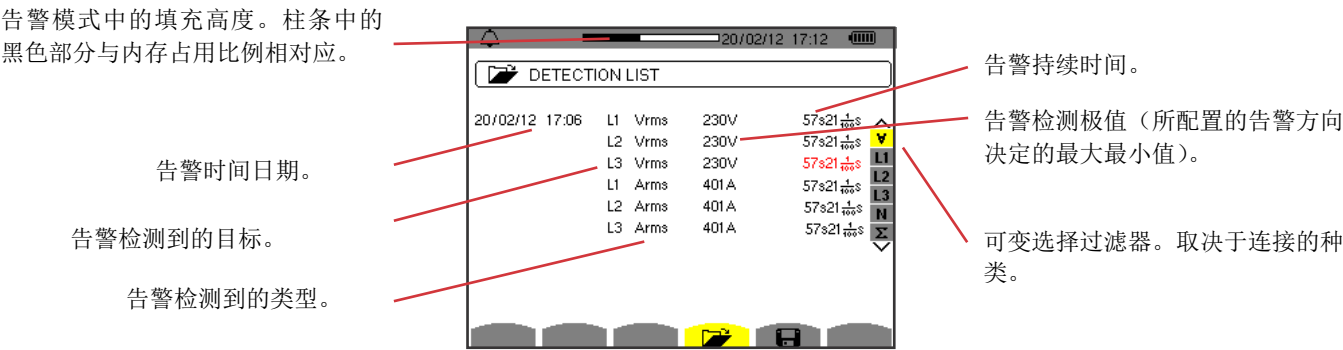 告警模式中的填充高度。柱条中的
黑色部分与内存占用比例相对应。
20/02/12 17:12
DETECTION LIST
20/02/12 17:06 L1 Vrms 230V 57s21 1/100 s
L2 Vrms 230V 57s21 1/100 s
L3 Vrms 230V 57s21 1/100 s
L1 Arms 401A 57s21 1/100 s
L2 Arms 401A 57s21 1/100 s
L3 Arms 401A 57s21 1/100 s
∀
L1
L2
L3
N
Σ
告警时间日期。
告警检测到的目标。
告警检测到的类型。
告警持续时间。
告警检测极值（所配置的告警方向
决定的最大最小值）。
可变选择过滤器。取决于连接的种
类。